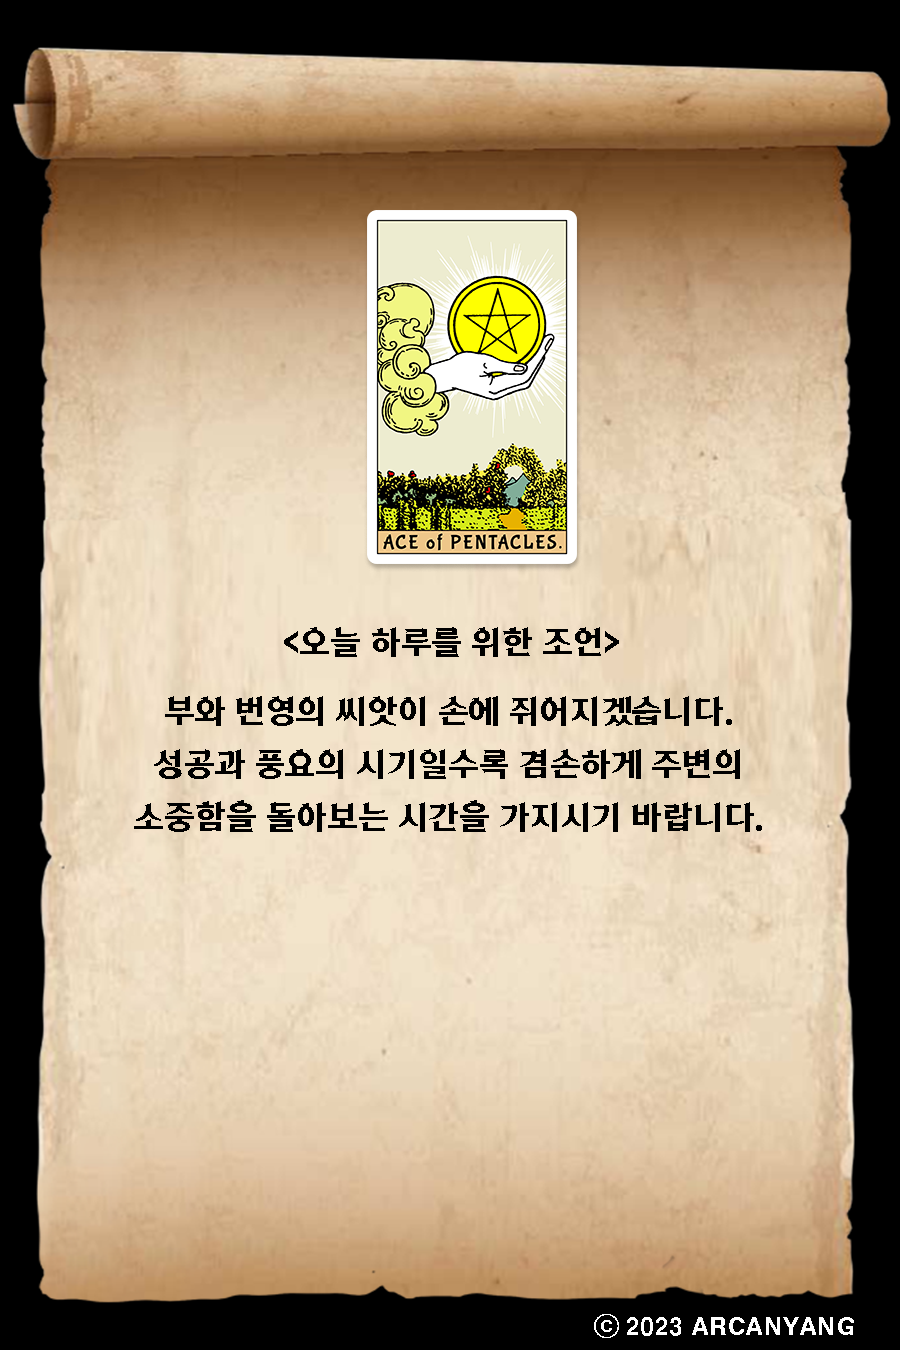 ACE of PENTACLES.
<오늘 하루를 위한 조언>
부와 번영의 씨앗이 손에 쥐어지겠습니다.
성공과 풍요의 시기일수록 겸손하게 주변의
소중함을 돌아보는 시간을 가지시기 바랍니다.
ⓒ 2023 ARCANYANG